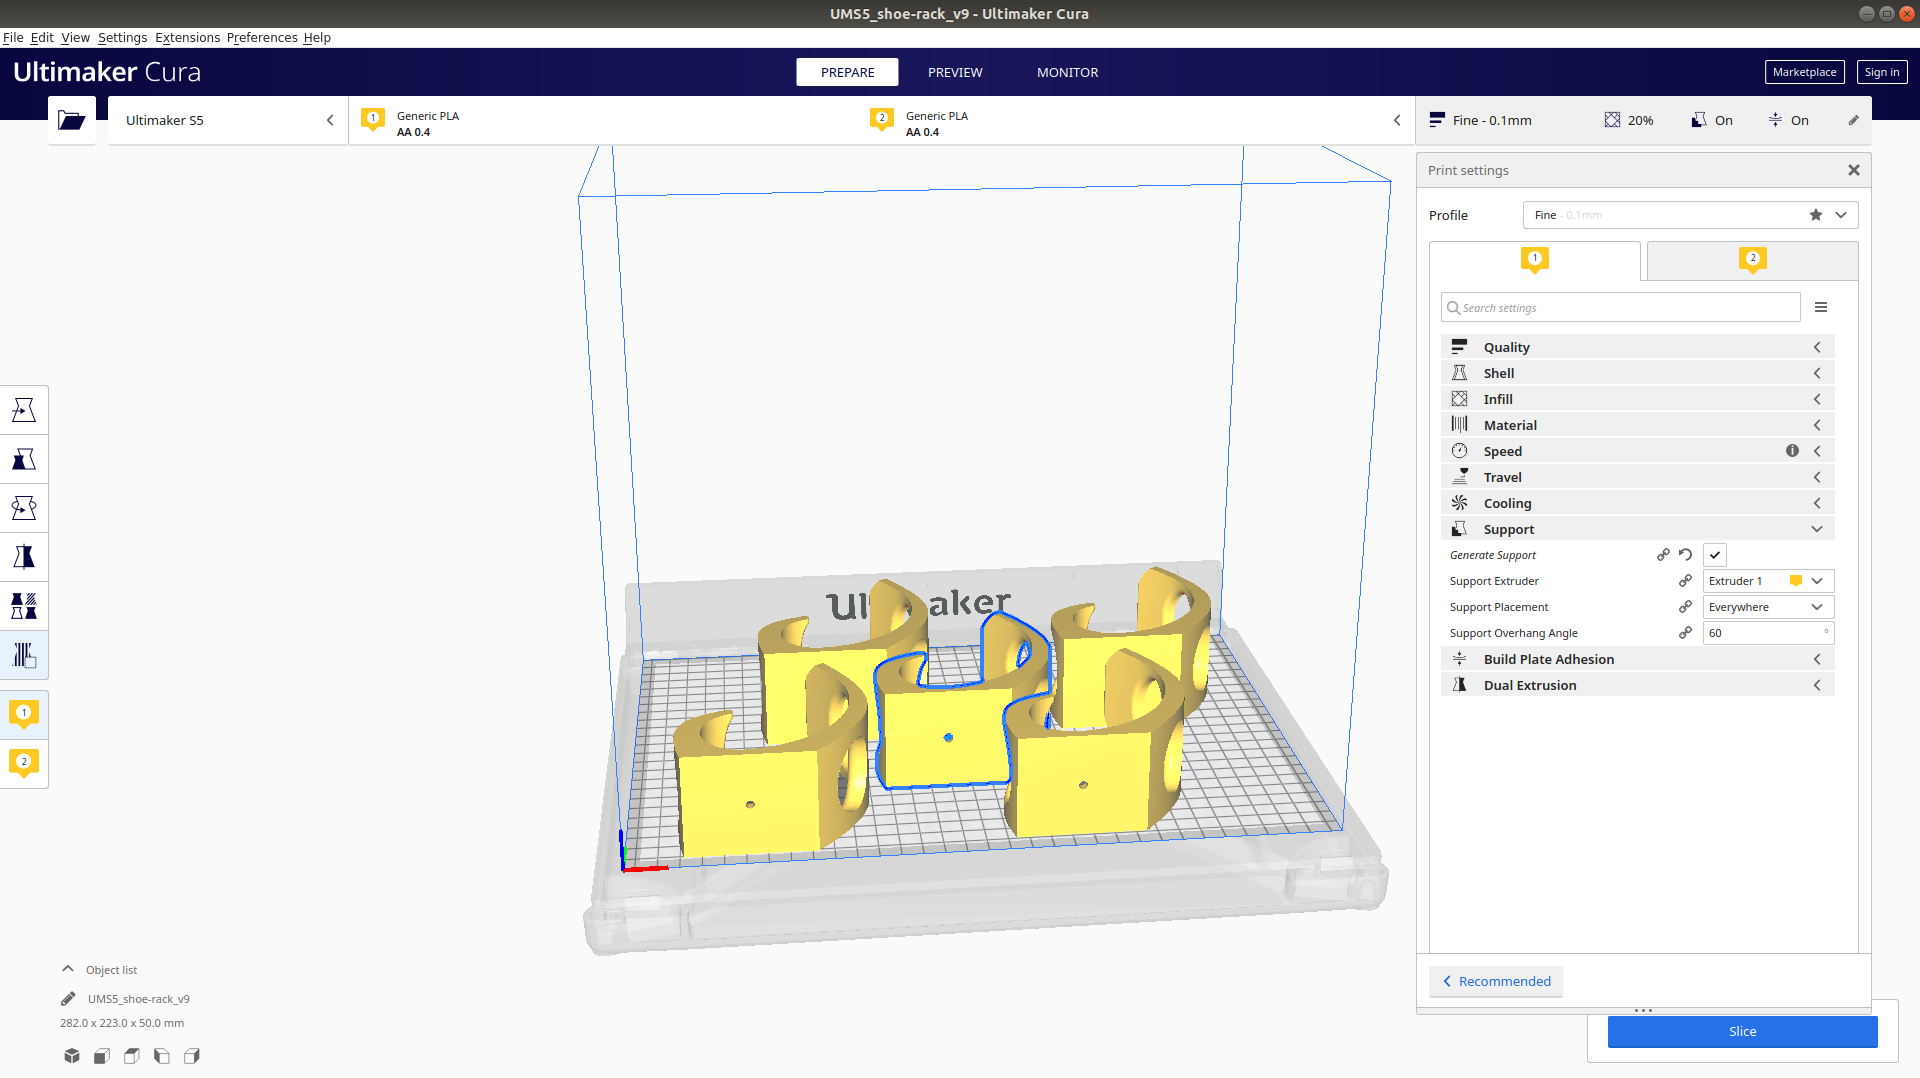 UMS5_shoe-rack_v9 - Ultimaker Cura
File Edit View Settings Extensions Preferences Help
Ultimaker Cura
PREPARE
PREVIEW
MONITOR
Marketplace
Sign in
Ultimaker S5
1
Generic PLA
AA 0.4
2
Generic PLA
AA 0.4
Fine - 0.1mm
20%
On
On
Print settings
Profile
Fine - 0.1mm
1
2
Search settings
Quality
Shell
Infill
Material
Speed
Travel
Cooling
Support
Generate Support
Support Extruder
Extruder 1
Support Placement
Everywhere
Support Overhang Angle
60 °
Build Plate Adhesion
Dual Extrusion
Ul aker
1
2
Object list
UMS5_shoe-rack_v9
282.0 x 223.0 x 50.0 mm
Recommended
Slice